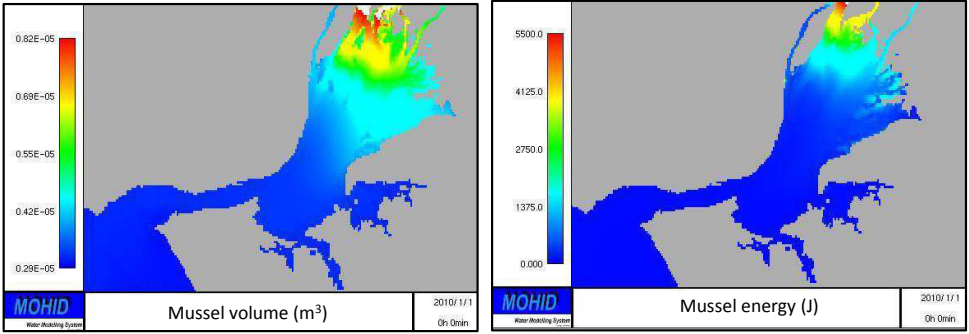 0.82E-05
0.69E-05
0.55E-05
0.42E-05
0.29E-05
MOHID
Water Modelling System
Mussel volume (m³)
2010/1/1
0h 0min
5500.0
4125.0
2750.0
1375.0
0.000
MOHID
Water Modelling System
Mussel energy (J)
2010/1/1
0h 0min